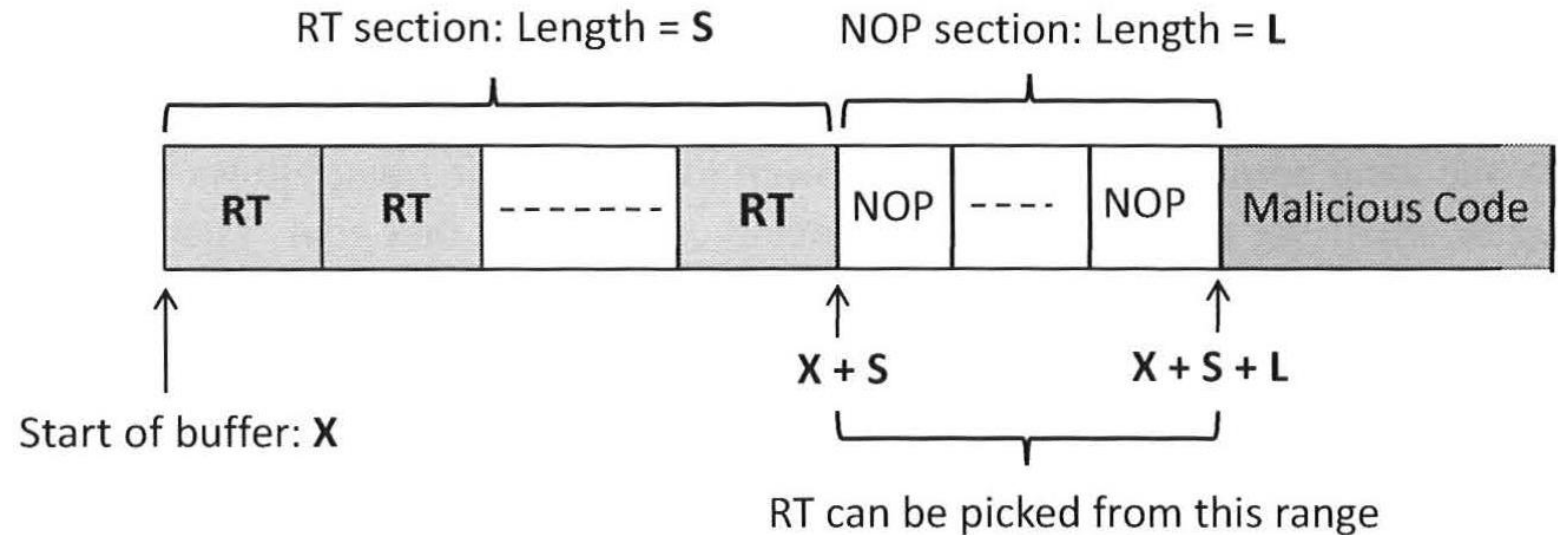 RT section: Length = S
NOP section: Length = L
RT
RT
RT
NOP
NOP
Malicious Code
X + S
X + S + L
Start of buffer: X
RT can be picked from this range